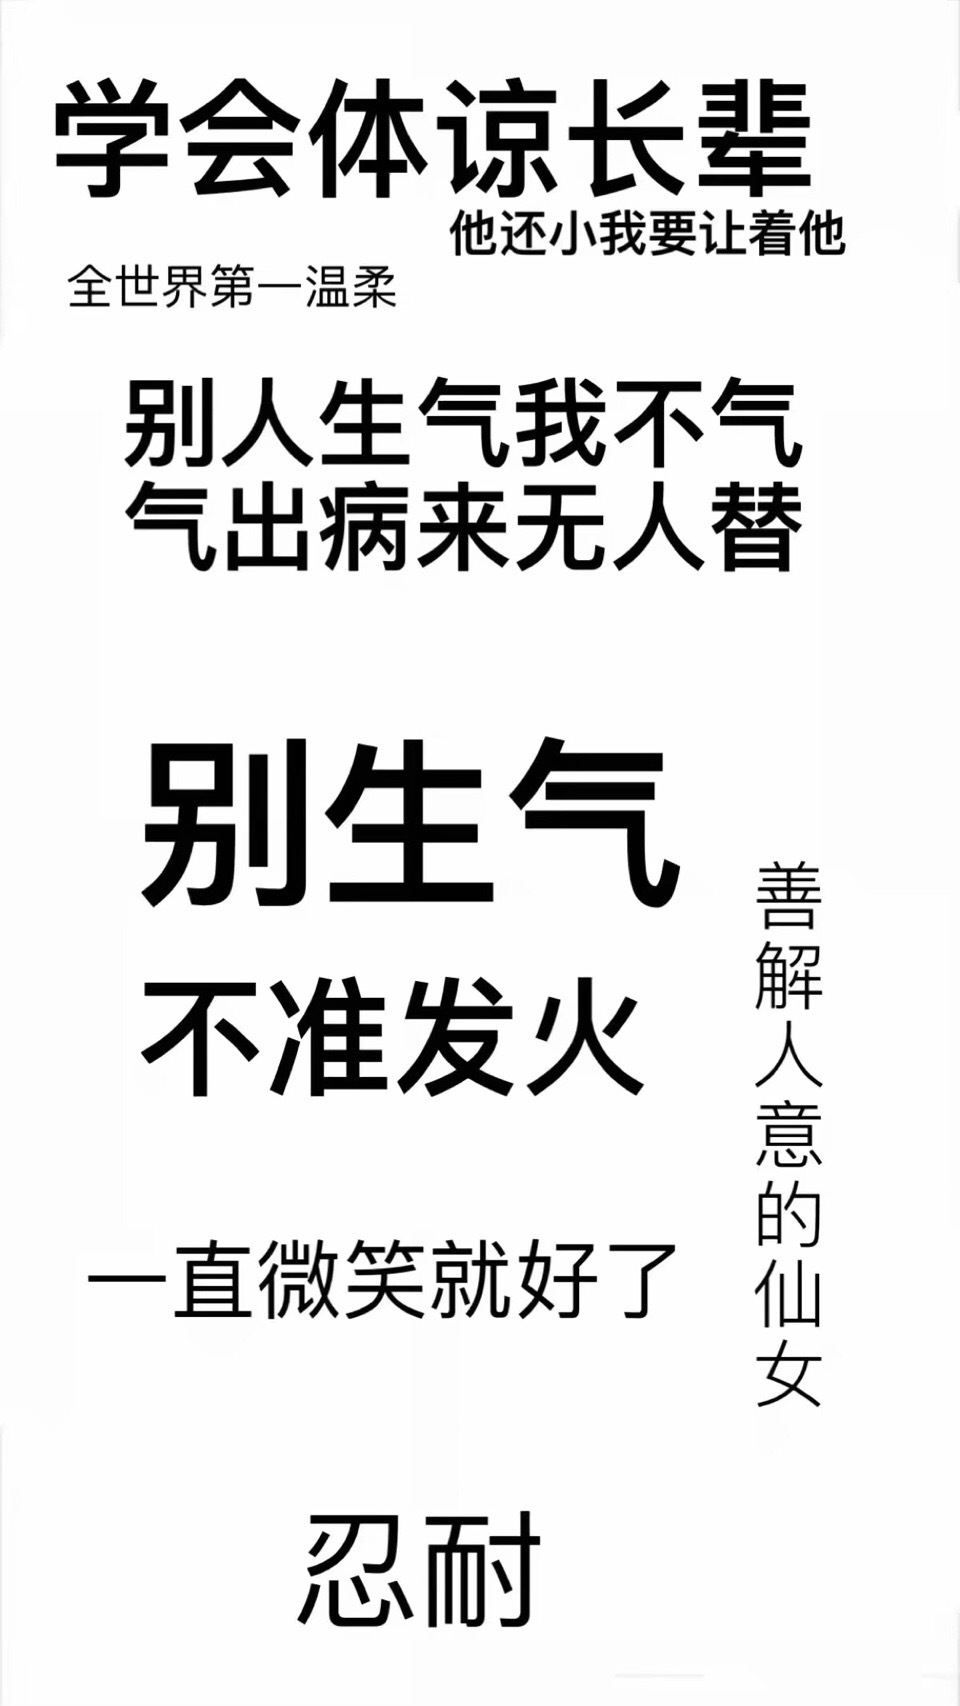 学会体谅长辈
他还小我要让着他
全世界第一温柔
别人生气我不气
气出病来无人替
别生气
不准发火
善解人意的仙女
一直微笑就好了
忍耐